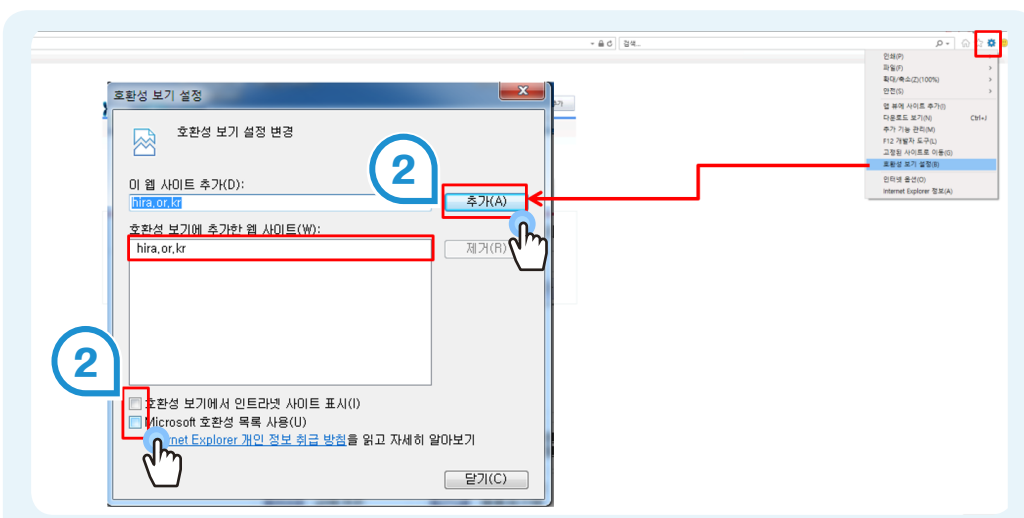 검색...
인쇄(P)
파일(F)
확대/축소(Z)(100%)
안전(S)
앱 뷰에 사이트 추가(I)
다운로드 보기(N) Ctrl+J
추가 기능 관리(M)
F12 개발자 도구(L)
고정된 사이트로 이동(G)
호환성 보기 설정(B)
인터넷 옵션(O)
Internet Explorer 정보(A)
호환성 보기 설정
호환성 보기 설정 변경
2
이 웹 사이트 추가(D):
hira,or,kr
추가(A)
호환성 보기에 추가한 웹 사이트(W):
hira,or,kr
제거(R)
2
호환성 보기에서 인트라넷 사이트 표시(I)
Microsoft 호환성 목록 사용(U)
net Explorer 개인 정보 취급 방침을 읽고 자세히 알아보기
닫기(C)